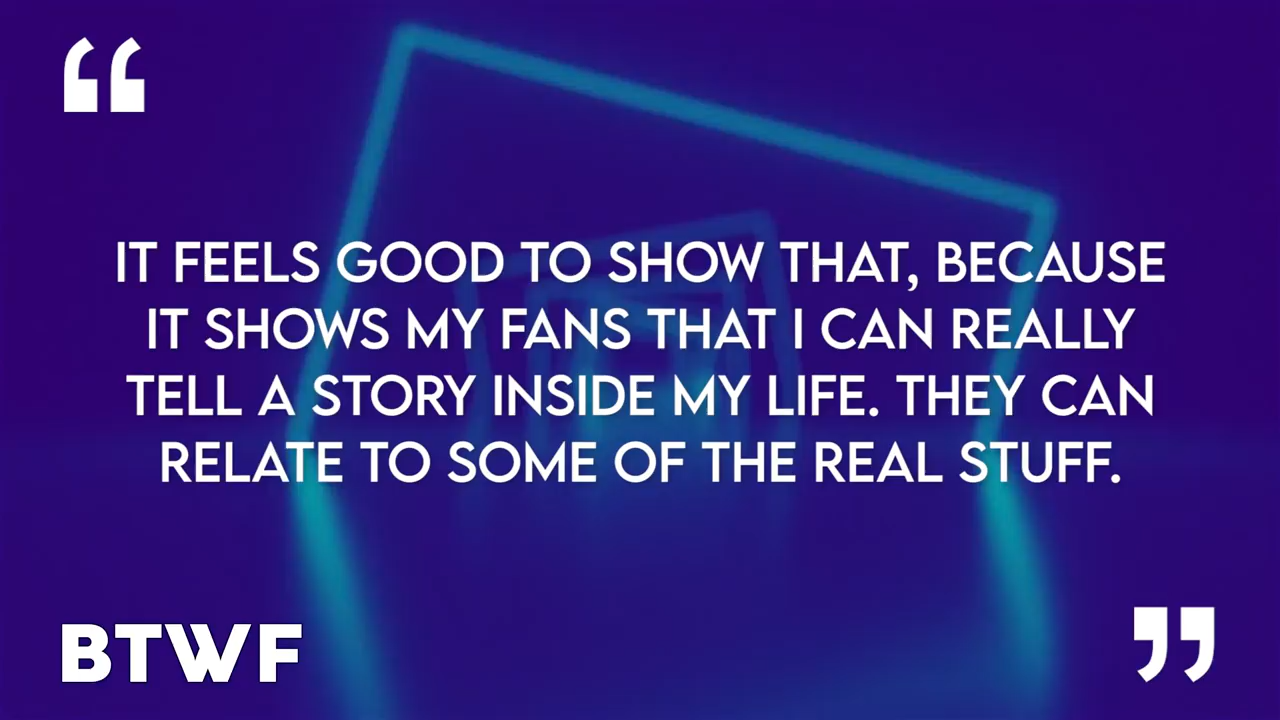 “
IT FEELS GOOD TO SHOW THAT, BECAUSE
IT SHOWS MY FANS THAT I CAN REALLY
TELL A STORY INSIDE MY LIFE. THEY CAN
RELATE TO SOME OF THE REAL STUFF.
BTWF
”